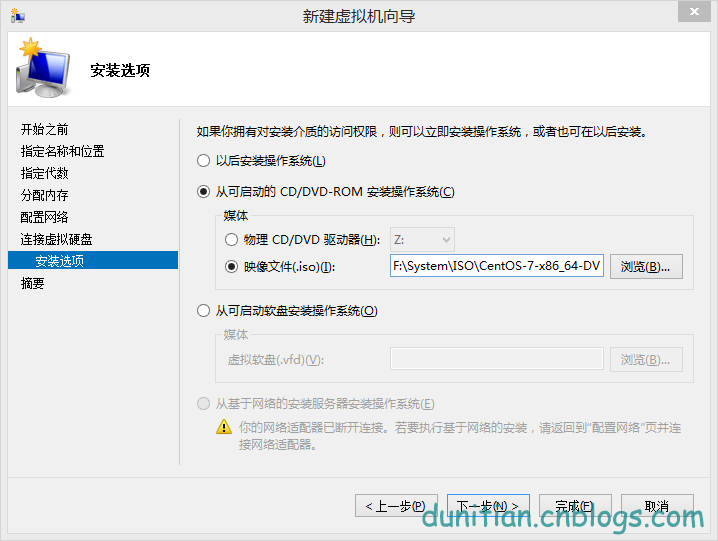 新建虚拟机向导
安装选项
开始之前
指定名称和位置
指定代数
分配内存
配置网络
连接虚拟硬盘
安装选项
摘要
如果你拥有对安装介质的访问权限，则可以立即安装操作系统，或者也可在以后安装。
以后安装操作系统(L)
从可启动的 CD/DVD-ROM 安装操作系统(C)
媒体
物理 CD/DVD 驱动器(H): Z:
映像文件(.iso)(I): F:\System\ISO\CentOS-7-x86_64-DV 浏览(B)...
从可启动软盘安装操作系统(O)
媒体
虚拟软盘(.vfd)(V): 浏览(B)...
从基于网络的安装服务器安装操作系统(E)
你的网络适配器已断开连接。若要执行基于网络的安装，请返回到"配置网络"页并连
接网络适配器。
< 上一步(P) 下一步(N) > 完成(F) 取消
dunitian.cnblogs.com